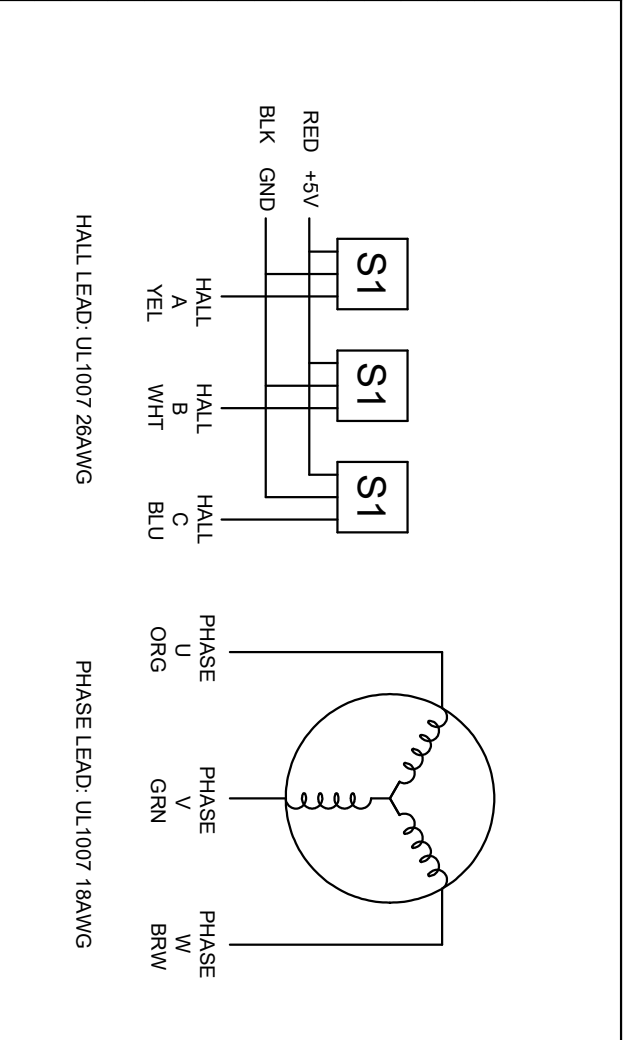 S1
S1
S1
RED +5V
BLK GND
HALL
A
YEL
HALL
B
WHT
HALL
C
BLU
HALL LEAD: UL1007 26AWG
PHASE
U
ORG
PHASE
V
GRN
PHASE
W
BRW
PHASE LEAD: UL1007 18AWG